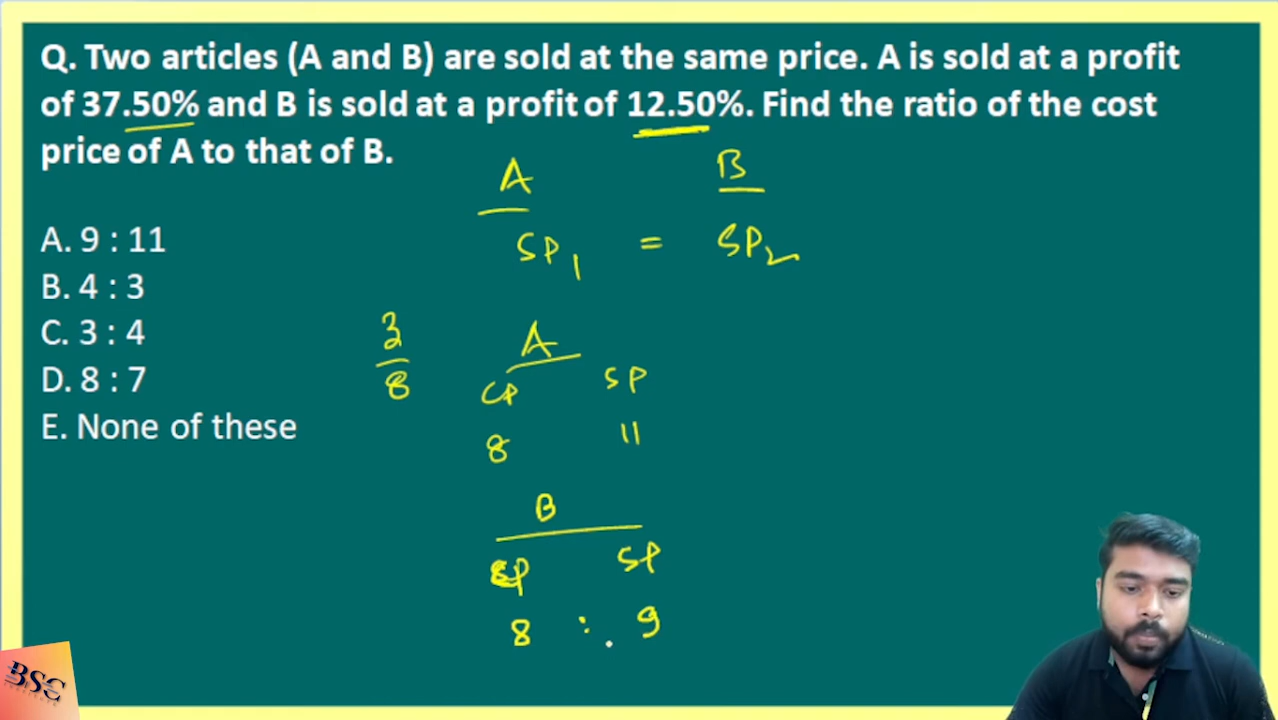 Q. Two articles (A and B) are sold at the same price. A is sold at a profit
of 37.50% and B is sold at a profit of 12.50%. Find the ratio of the cost
price of A to that of B.
A B
SP1 = SP2
A. 9 : 11
B. 4 : 3
C. 3 : 4
D. 8 : 7
E. None of these
3/8
A
CP SP
8 11
B
CP SP
8 : 9
BSC